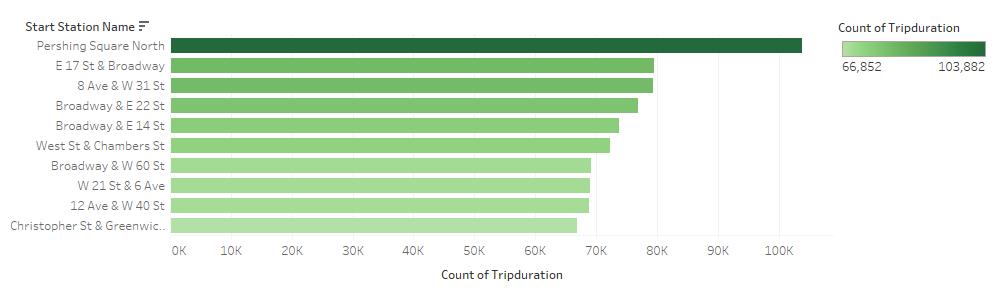 Start Station Name
Count of Tripduration
Pershing Square North
66,852 103,882
E 17 St & Broadway
8 Ave & W 31 St
Broadway & E 22 St
Broadway & E 14 St
West St & Chambers St
Broadway & W 60 St
W 21 St & 6 Ave
12 Ave & W 40 St
Christopher St & Greenwic..
0K 10K 20K 30K 40K 50K 60K 70K 80K 90K 100K
Count of Tripduration